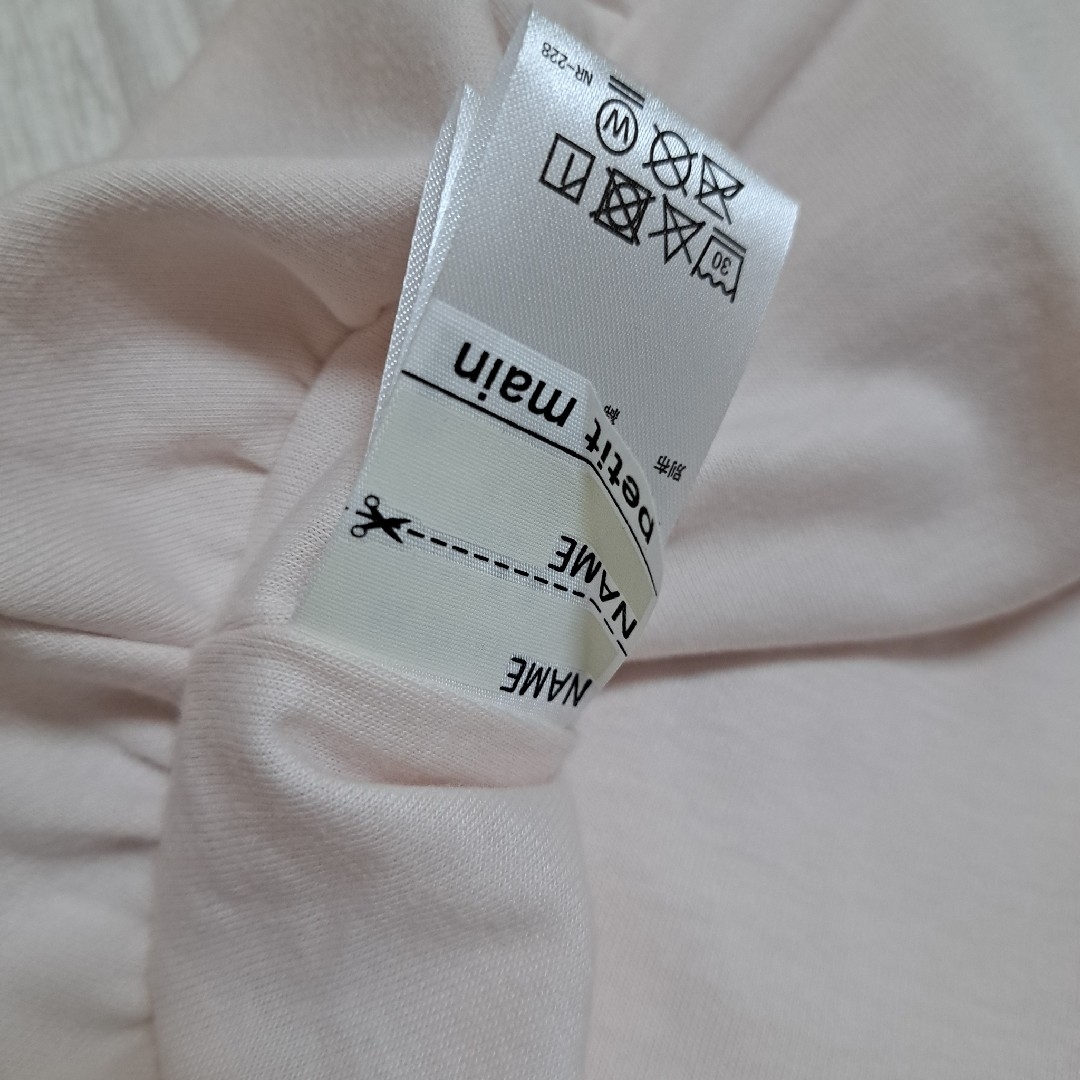 NAME
NAME
petit main
別布
30
W
NR-228